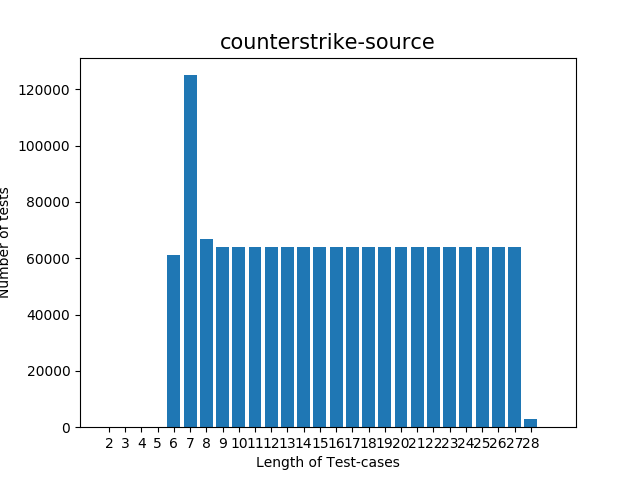 counterstrike-source
120000
100000
80000
60000
40000
20000
0
Number of tests
2 3 4 5 6 7 8 9 10 11 12 13 14 15 16 17 18 19 20 21 22 23 24 25 26 27 28
Length of Test-cases